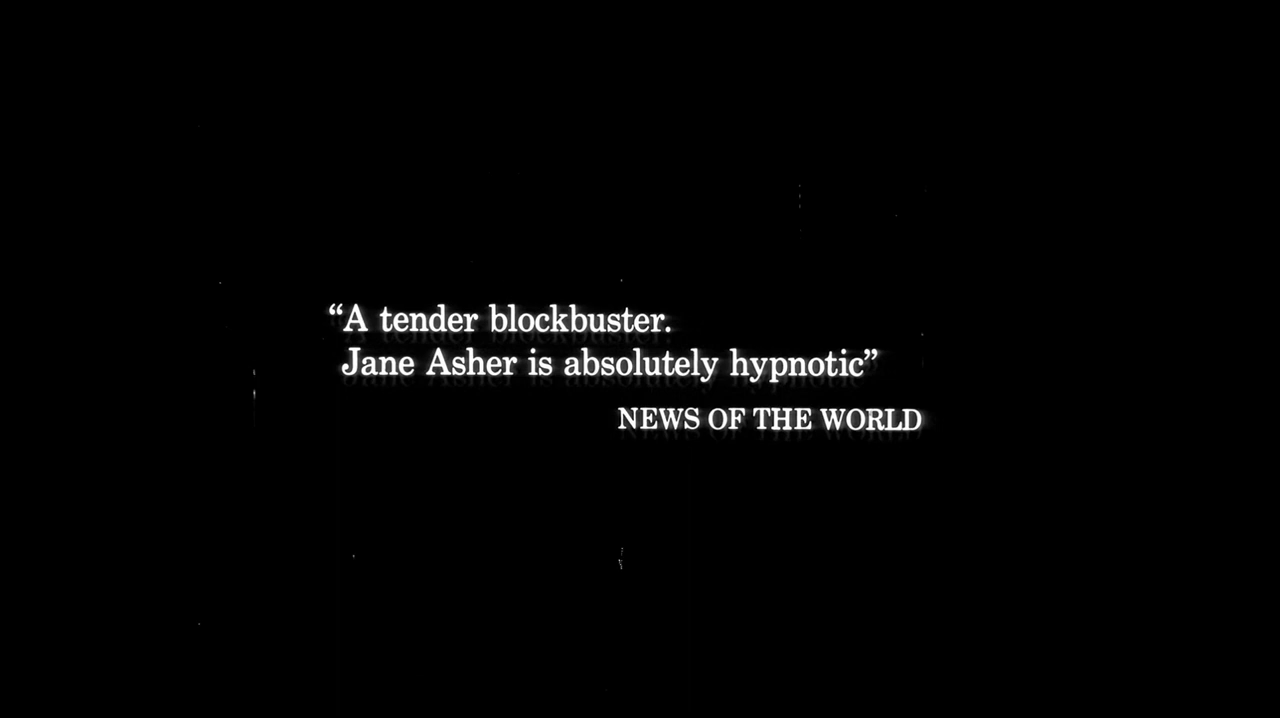 “A tender blockbuster.
Jane Asher is absolutely hypnotic”
NEWS OF THE WORLD